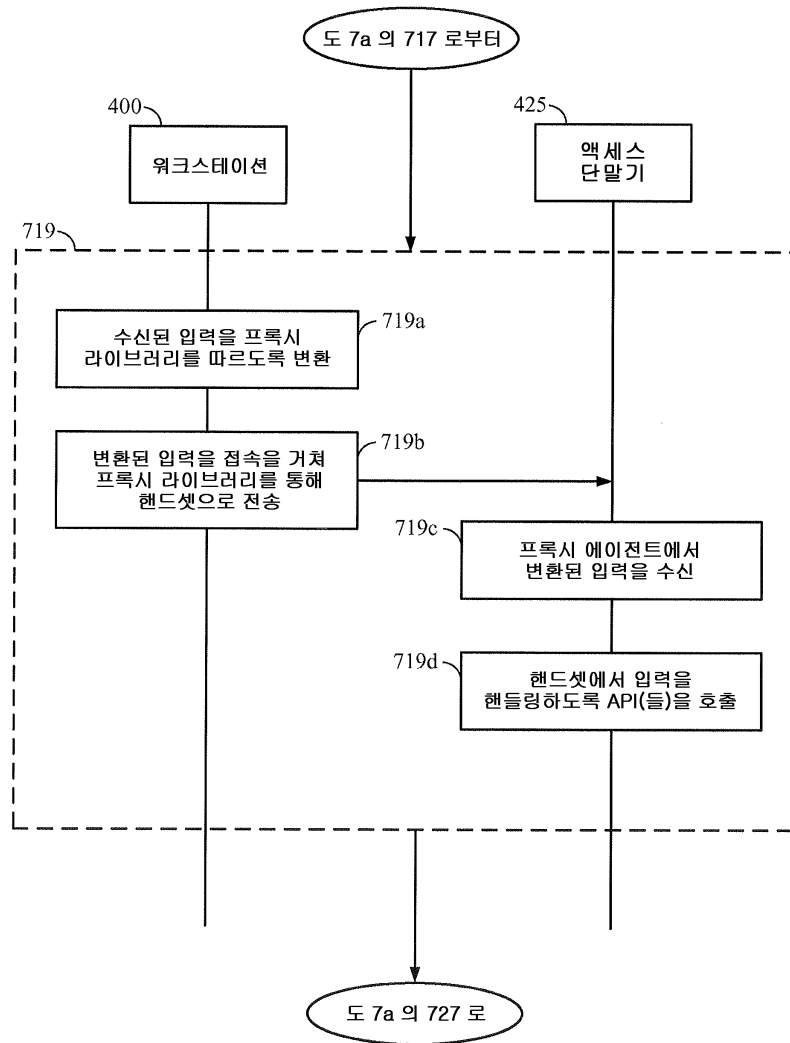 도 7a 의 717 로부터
400
워크스테이션
425
액세스
단말기
719
수신된 입력을 프록시
라이브러리를 따르도록 변환
719a
변환된 입력을 접속을 거쳐
프록시 라이브러리를 통해
핸드셋으로 전송
719b
719c
프록시 에이전트에서
변환된 입력을 수신
719d
핸드셋에서 입력을
핸들링하도록 API(들)을 호출
도 7a 의 727 로